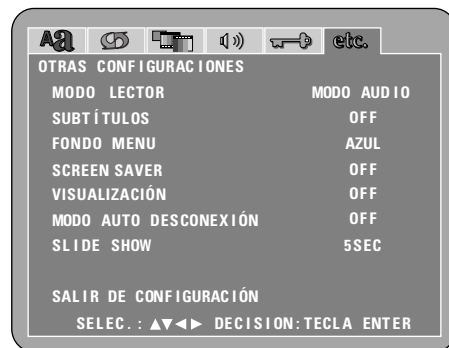 Aa etc.
OTRAS CONFIGURACIONES
MODO LECTOR MODO AUDIO
SUBTÍTULOS OFF
FONDO MENU AZUL
SCREEN SAVER OFF
VISUALIZACIÓN OFF
MODO AUTO DESCONEXIÓN OFF
SLIDE SHOW 5SEC
SALIR DE CONFIGURACIÓN
SELEC.: ▲▼◄► DECISION:TECLA ENTER